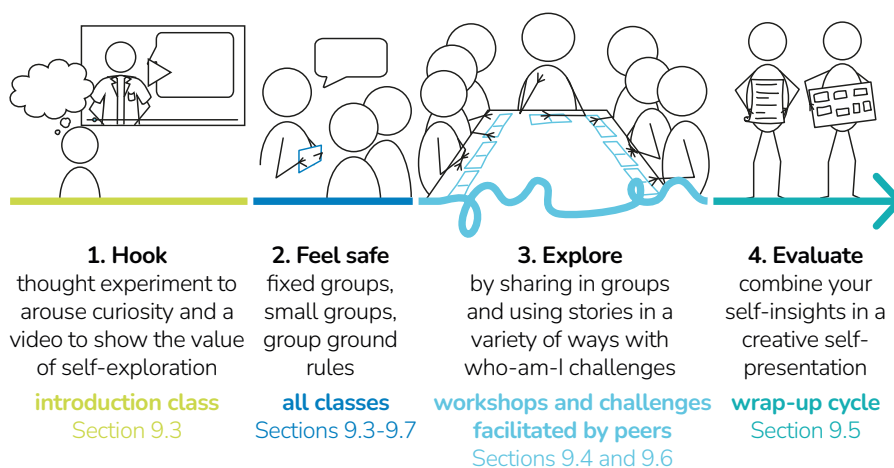 1. Hook
thought experiment to
arouse curiosity and a
video to show the value
of self-exploration
introduction class
Section 9.3
2. Feel safe
fixed groups,
small groups,
group ground
rules
all classes
Sections 9.3-9.7
3. Explore
by sharing in groups
and using stories in a
variety of ways with
who-am-I challenges
workshops and challenges
facilitated by peers
Sections 9.4 and 9.6
4. Evaluate
combine your
self-insights in a
creative self-
presentation
wrap-up cycle
Section 9.5